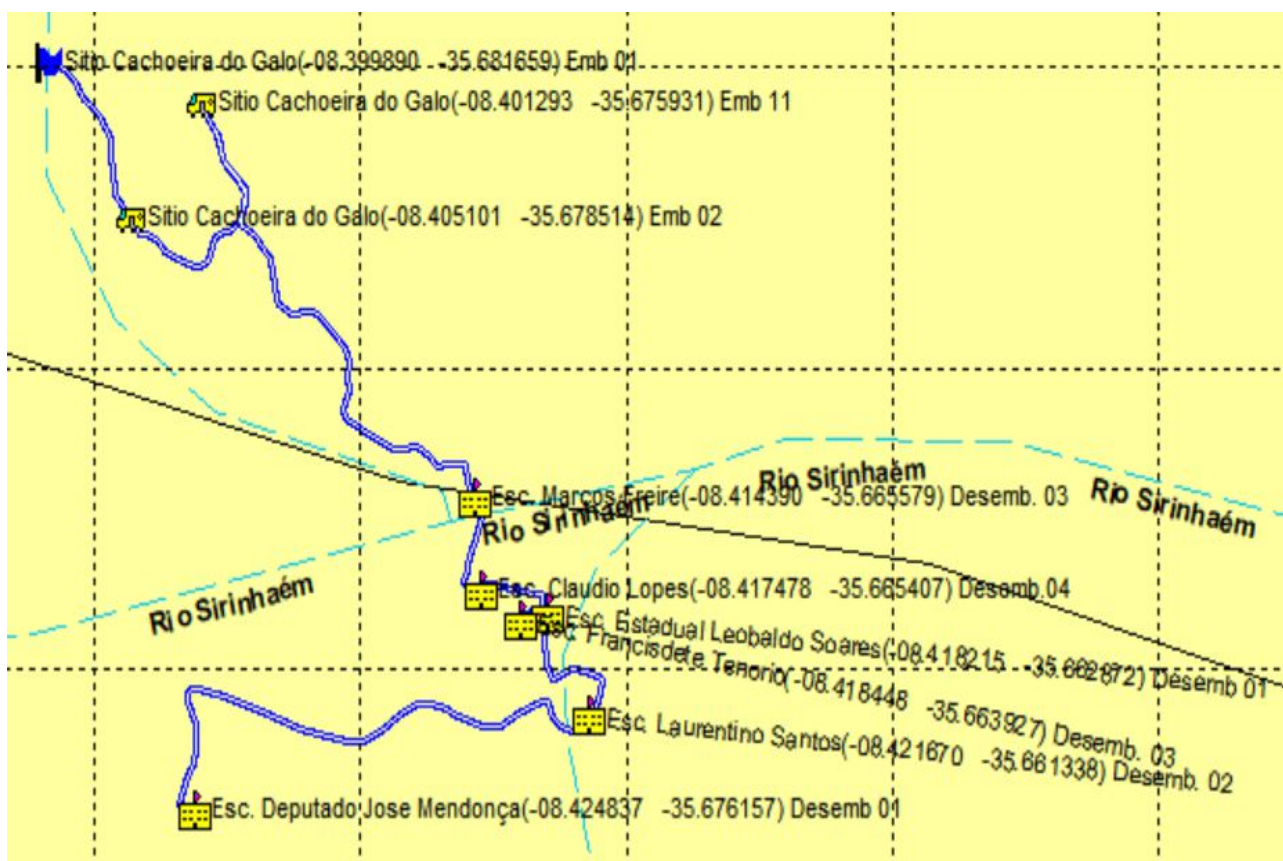 Sitio Cachoeira do Galo(-08.399890 -35.681659) Emb 01
Sitio Cachoeira do Galo(-08.401293 -35.675931) Emb 11
Sitio Cachoeira do Galo(-08.405101 -35.678514) Emb 02
Rio Sirinhaém
Rio Sirinhaém
Esc. Marcos Freire(-08.414390 -35.665579) Desemb. 03
Rio Sirinhaém
Rio Sirinhaém
Esc. Claudio Lopes(-08.417478 -35.665407) Desemb.04
Esc. Estadual Leobaldo Soares(-08.418215 -35.662872) Desemb 01
Esc. Francisdete Tenorio(-08.418448 -35.663927) Desemb. 03
Esc. Laurentino Santos(-08.421670 -35.661338) Desemb. 02
Esc. Deputado Jose Mendonça(-08.424837 -35.676157) Desemb 01